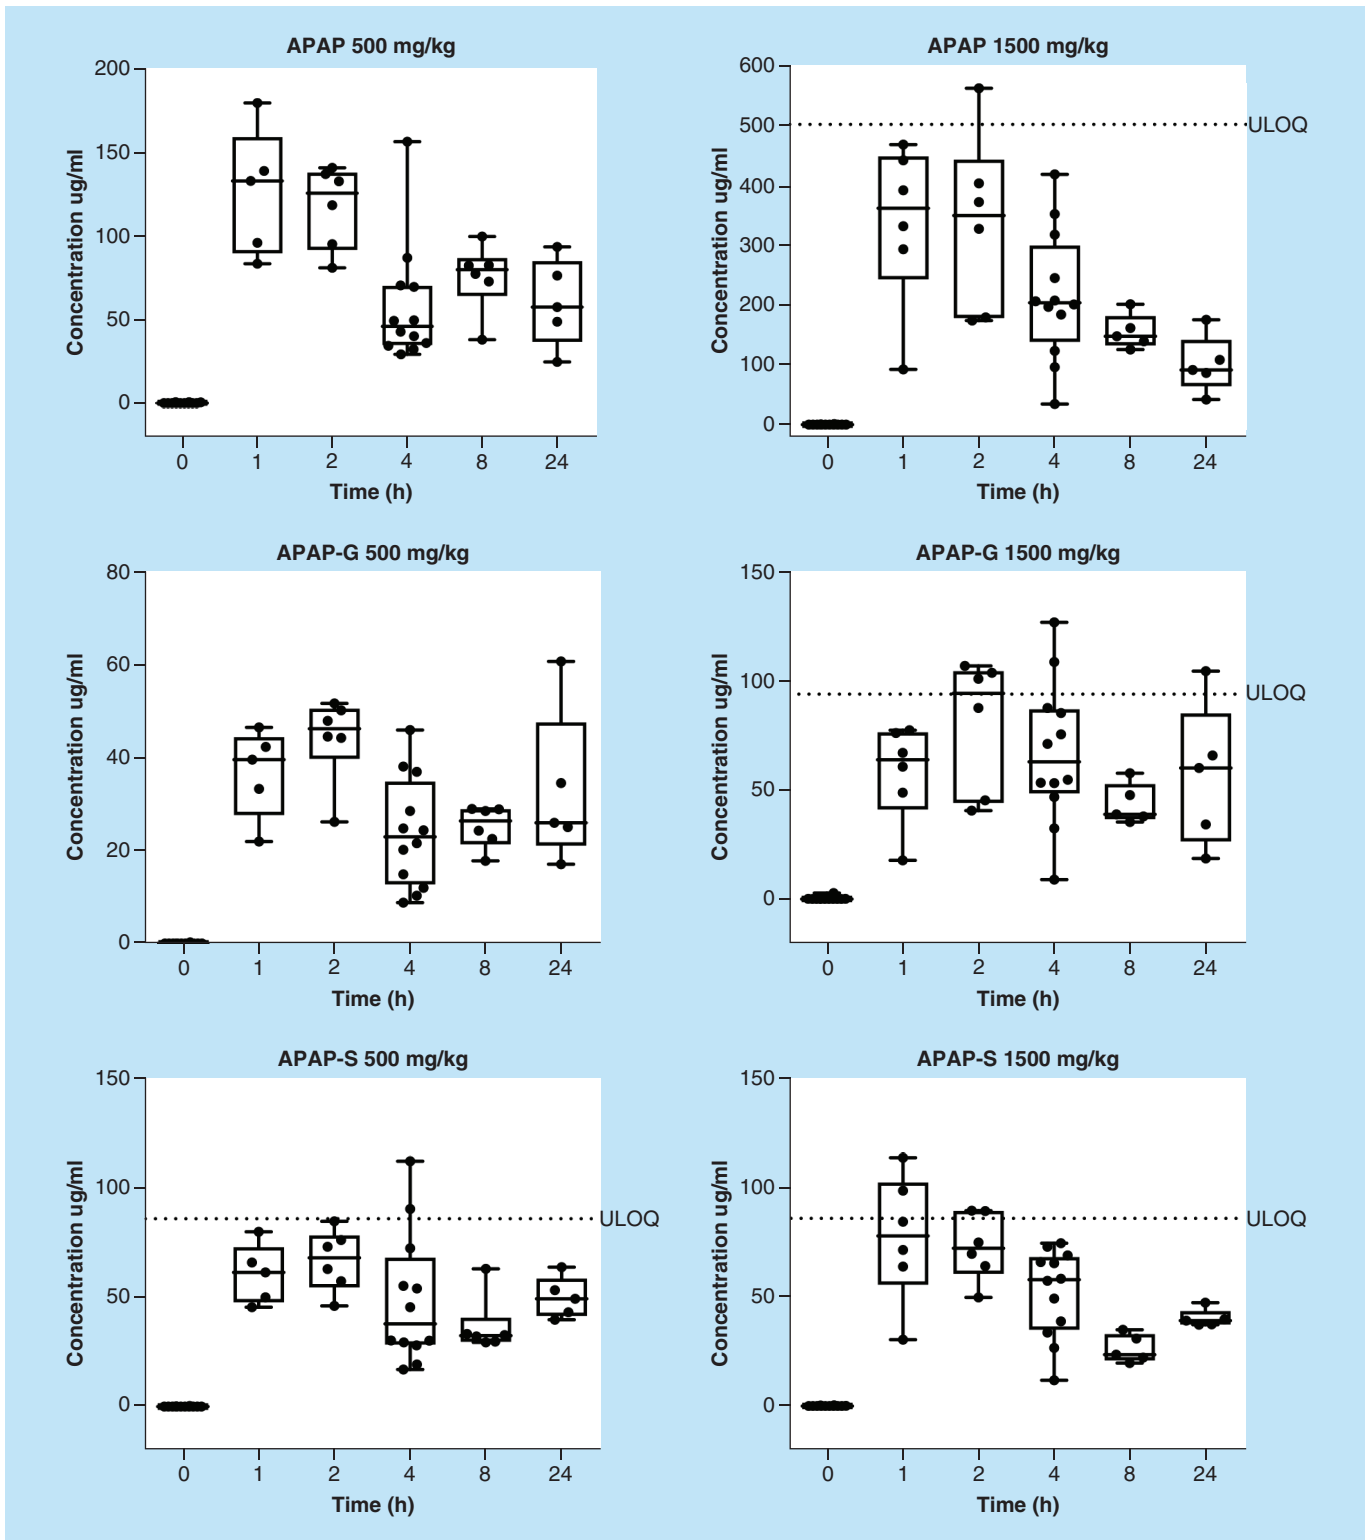 APAP 500 mg/kg
200
150
100
50
0
Concentration ug/ml
0 1 2 4 8 24
Time (h)
APAP 1500 mg/kg
600
500
400
300
200
100
0
Concentration ug/ml
ULOQ
0 1 2 4 8 24
Time (h)
APAP-G 500 mg/kg
80
60
40
20
0
Concentration ug/ml
0 1 2 4 8 24
Time (h)
APAP-G 1500 mg/kg
150
100
50
0
Concentration ug/ml
ULOQ
0 1 2 4 8 24
Time (h)
APAP-S 500 mg/kg
150
100
50
0
Concentration ug/ml
ULOQ
0 1 2 4 8 24
Time (h)
APAP-S 1500 mg/kg
150
100
50
0
Concentration ug/ml
ULOQ
0 1 2 4 8 24
Time (h)